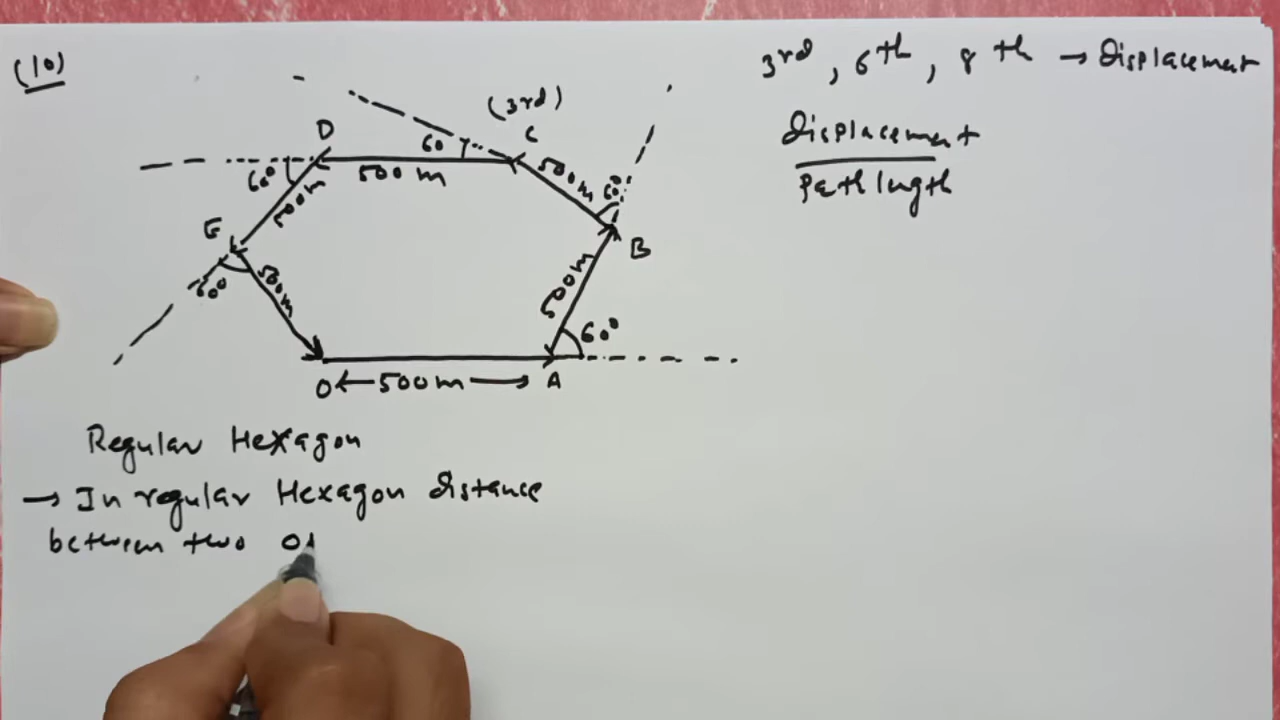 (10)
3rd, 6th, 8th → Displacement
Displacement
Path length
(3rd)
D
C
60
60°
500 m
500m
60°
500m
E
B
60°
500m
500m
60°
O ← 500m → A
Regular Hexagon
→ In regular Hexagon distance
between two